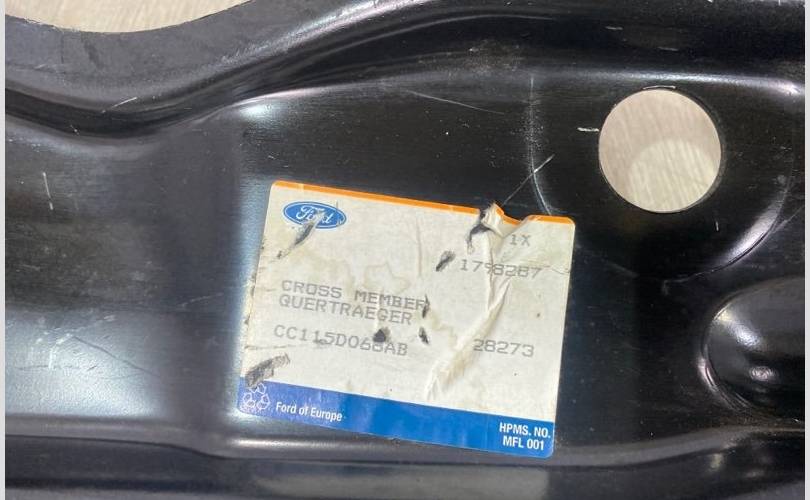 Ford
1X
1798287
CROSS MEMBER
QUERTRAEGER
CC115D068AB 28273
Ford of Europe
HPMS. NO.
MFL 001